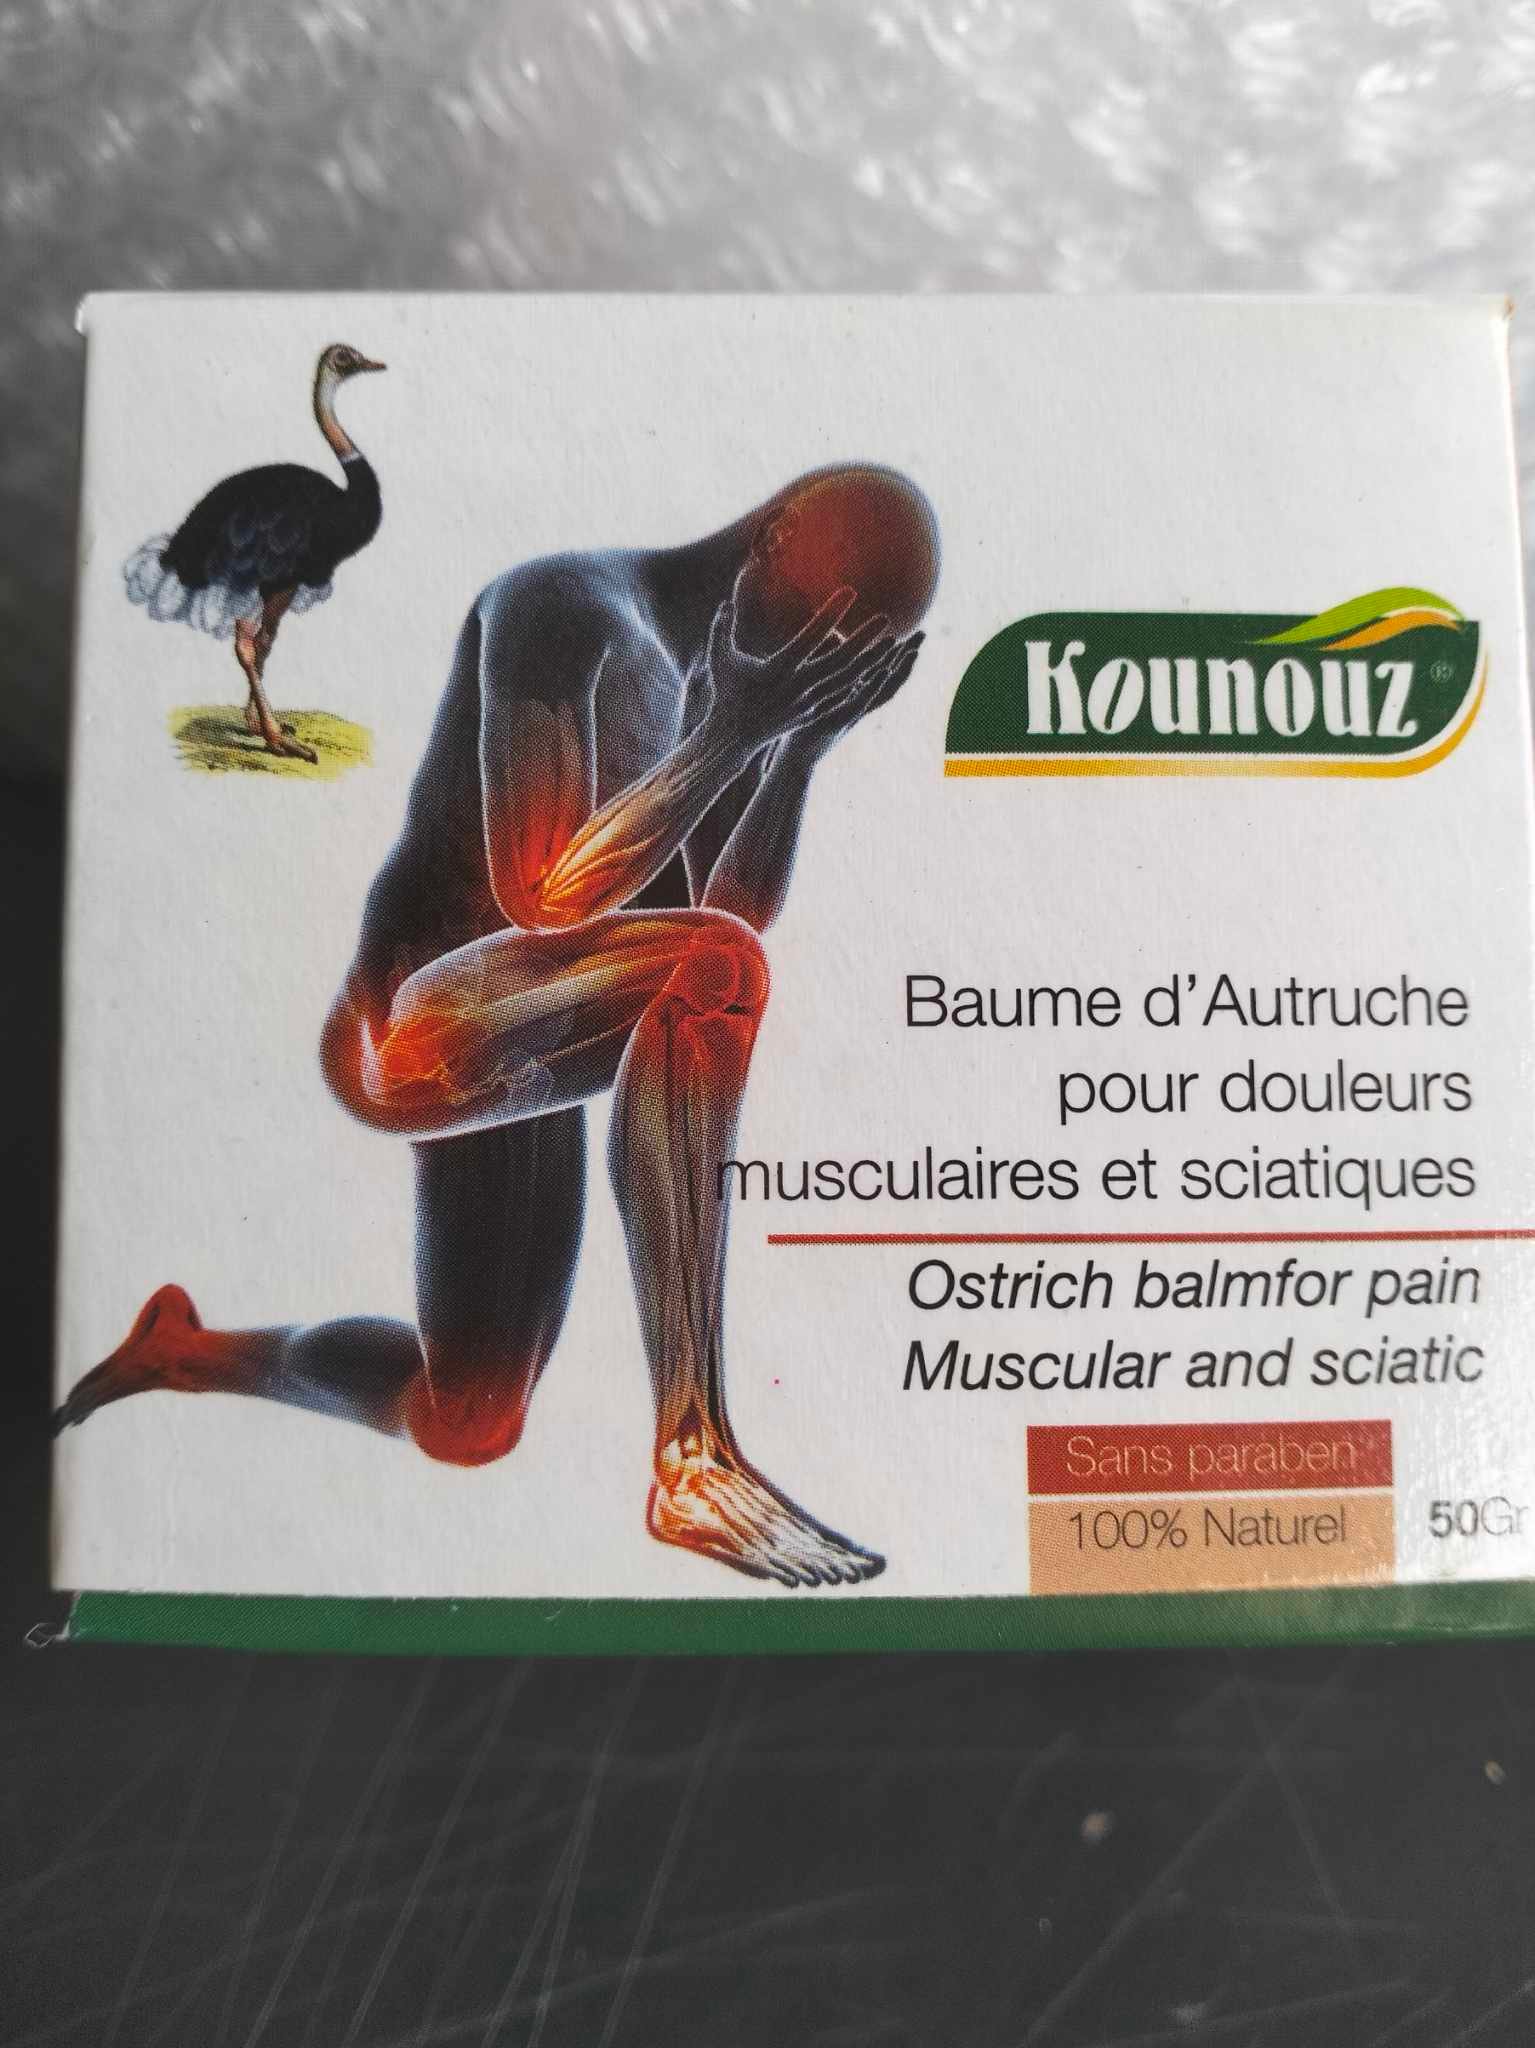 Kounouz ®
Baume d'Autruche
pour douleurs
musculaires et sciatiques
Ostrich balmfor pain
Muscular and sciatic
Sans paraben
100% Naturel
50Gr